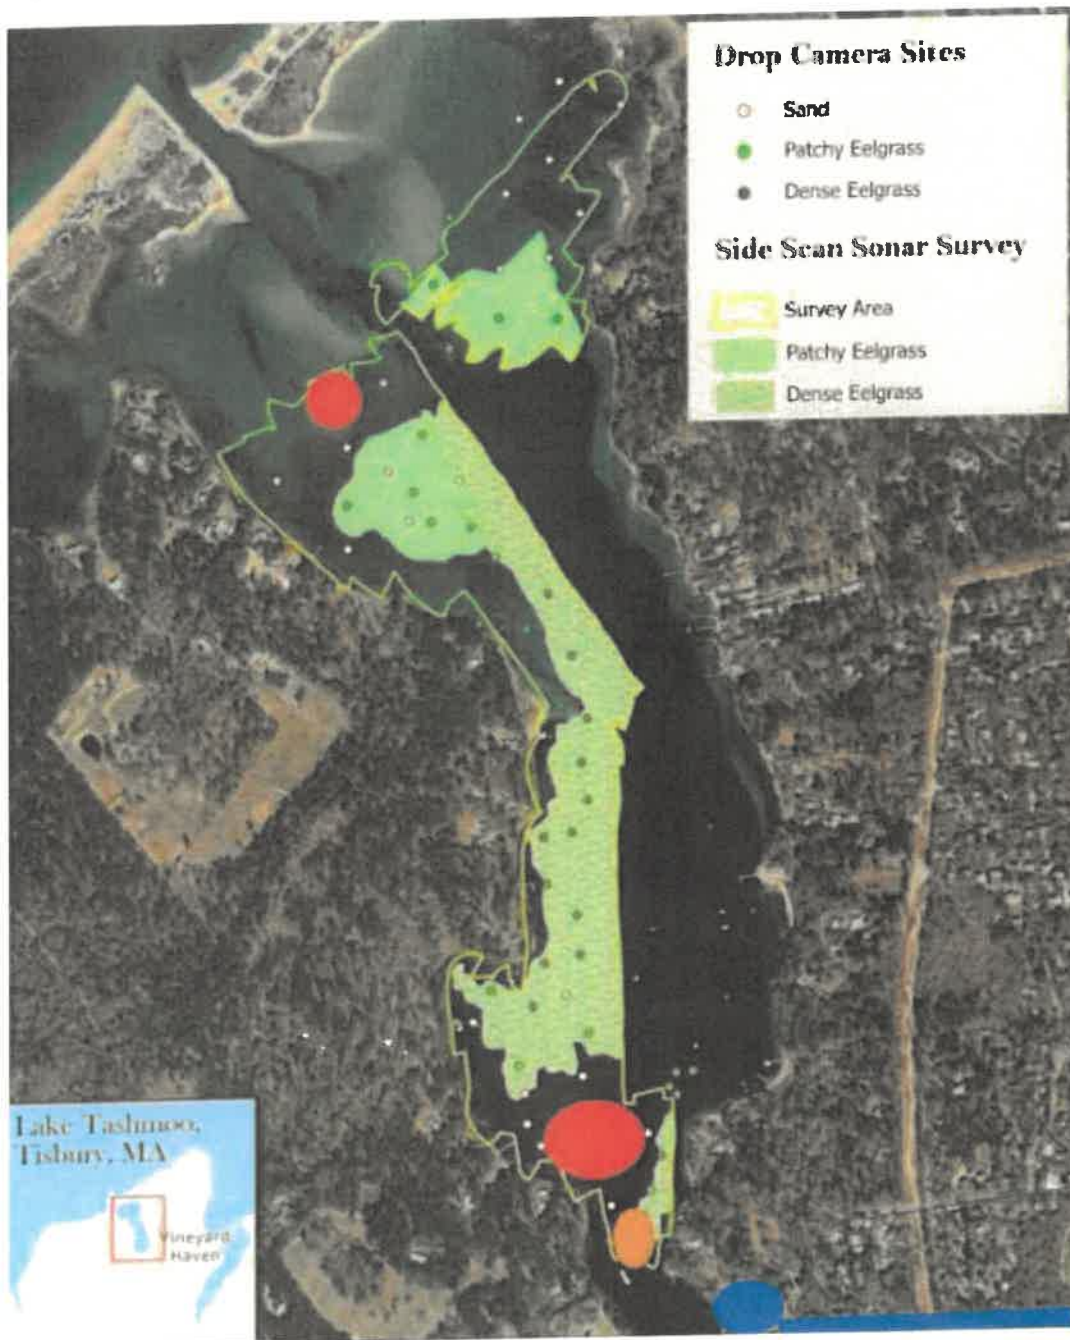 Drop Camera Sites
Sand
Patchy Eelgrass
Dense Eelgrass
Side Scan Sonar Survey
Survey Area
Patchy Eelgrass
Dense Eelgrass
Lake Tashmoo,
Tisbury, MA
Vineyard
Haven